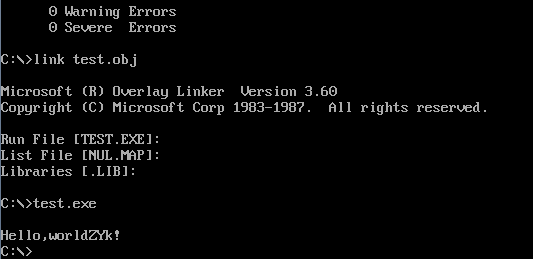 0 Warning Errors
0 Severe  Errors
C:\>link test.obj
Microsoft (R) Overlay Linker  Version 3.60
Copyright (C) Microsoft Corp 1983-1987.  All rights reserved.
Run File [TEST.EXE]:
List File [NUL.MAP]:
Libraries [.LIB]:
C:\>test.exe
Hello,worldZYk!
C:\>